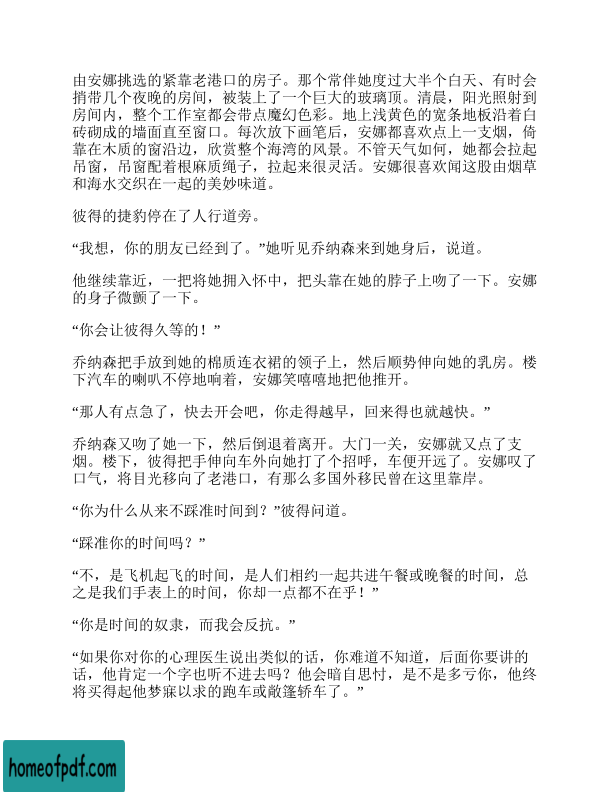 由安娜挑选的紧靠老港口的房子。那个常伴她度过大半个白天、有时会
捎带几个夜晚的房间，被装上了一个巨大的玻璃顶。清晨，阳光照射到
房间内，整个工作室都会带点魔幻色彩。地上浅黄色的宽条地板沿着白
砖砌成的墙面直至窗口。每次放下画笔后，安娜都喜欢点上一支烟，倚
靠在木质的窗沿边，欣赏整个海湾的风景。不管天气如何，她都会拉起
吊窗，吊窗配着根麻质绳子，拉起来很灵活。安娜很喜欢闻这股由烟草
和海水交织在一起的美妙味道。
彼得的捷豹停在了人行道旁。
“我想，你的朋友已经到了。”她听见乔纳森来到她身后，说道。
他继续靠近，一把将她拥入怀中，把头靠在她的脖子上吻了一下。安娜
的身子微颤了一下。
“你会让彼得久等的！”
乔纳森把手放到她的棉质连衣裙的领子上，然后顺势伸向她的乳房。楼
下汽车的喇叭不停地响着，安娜笑嘻嘻地把他推开。
“那人有点急了，快去开会吧，你走得越早，回来得也就越快。”
乔纳森又吻了她一下，然后倒退着离开。大门一关，安娜就又点了支
烟。楼下，彼得把手伸向车外向她打了个招呼，车便开远了。安娜叹了
口气，将目光移向了老港口，有那么多国外移民曾在这里靠岸。
“你为什么从来不踩准时间到？”彼得问道。
“踩准你的时间吗？”
“不，是飞机起飞的时间，是人们相约一起共进午餐或晚餐的时间，总
之是我们手表上的时间，你却一点都不在乎！”
“你是时间的奴隶，而我会反抗。”
“如果你对你的心理医生说出类似的话，你难道不知道，后面你要讲的
话，他肯定一个字也听不进去吗？他会暗自思忖，是不是多亏你，他终
将买得起他梦寐以求的跑车或敞篷轿车了。”
homeofpdf.com